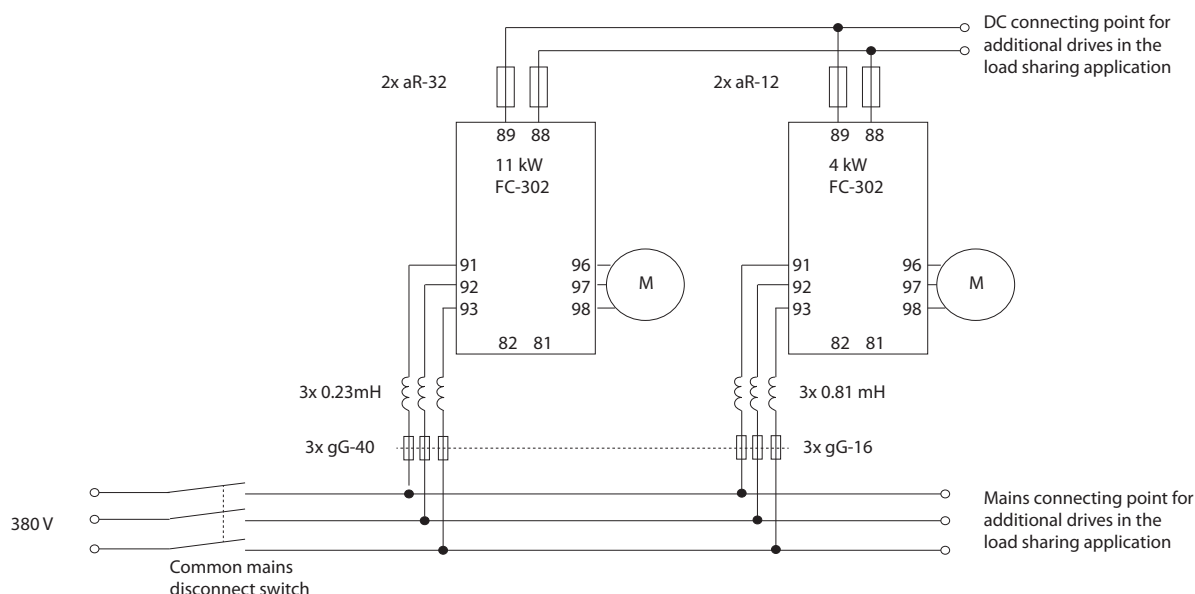 DC connecting point for
additional drives in the
load sharing application
2x aR-32
2x aR-12
89 88
89 88
11 kW
FC-302
4 kW
FC-302
91
92
93
96
97
98
M
91
92
93
96
97
98
M
82 81
82 81
3x 0.23mH
3x 0.81 mH
3x gG-40
3x gG-16
380 V
Mains connecting point for
additional drives in the
load sharing application
Common mains
disconnect switch